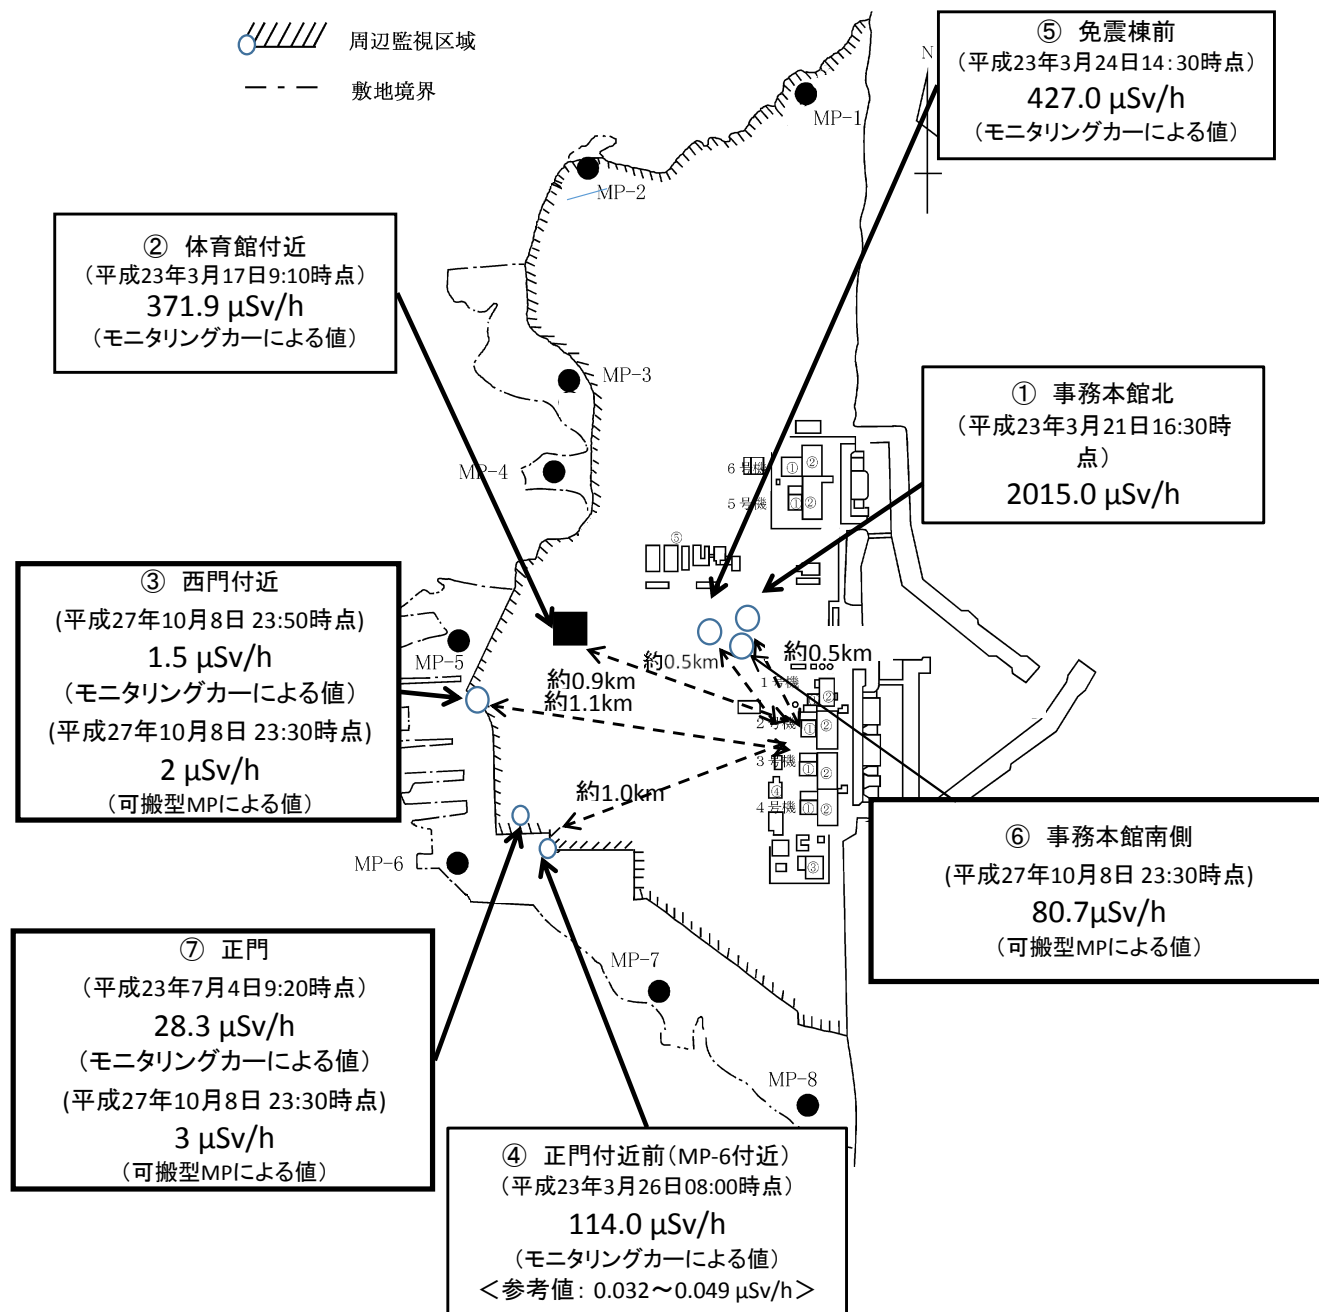 周辺監視区域
敷地境界
⑤ 免震棟前
（平成23年3月24日14:30時点）
427.0 μSv/h
（モニタリングカーによる値）
N
MP-1
MP-2
② 体育館付近
（平成23年3月17日9:10時点）
371.9 μSv/h
（モニタリングカーによる値）
MP-3
① 事務本館北
（平成23年3月21日16:30時
点）
2015.0 μSv/h
MP-4
6号機
①
②
5号機
①
②
⑤
③ 西門付近
(平成27年10月8日 23:50時点)
1.5 μSv/h
（モニタリングカーによる値）
(平成27年10月8日 23:30時点)
2 μSv/h
（可搬型MPによる値）
MP-5
約0.5km
約0.5km
約0.9km
約1.1km
1号機
②
2号機
①
②
3号機
①
②
約1.0km
④
4号機
①
②
③
MP-6
⑥ 事務本館南側
(平成27年10月8日 23:30時点)
80.7μSv/h
（可搬型MPによる値）
⑦ 正門
（平成23年7月4日9:20時点）
28.3 μSv/h
（モニタリングカーによる値）
(平成27年10月8日 23:30時点)
3 μSv/h
（可搬型MPによる値）
MP-7
MP-8
④ 正門付近前（MP-6付近）
（平成23年3月26日08:00時点）
114.0 μSv/h
（モニタリングカーによる値）
＜参考値: 0.032～0.049 μSv/h＞